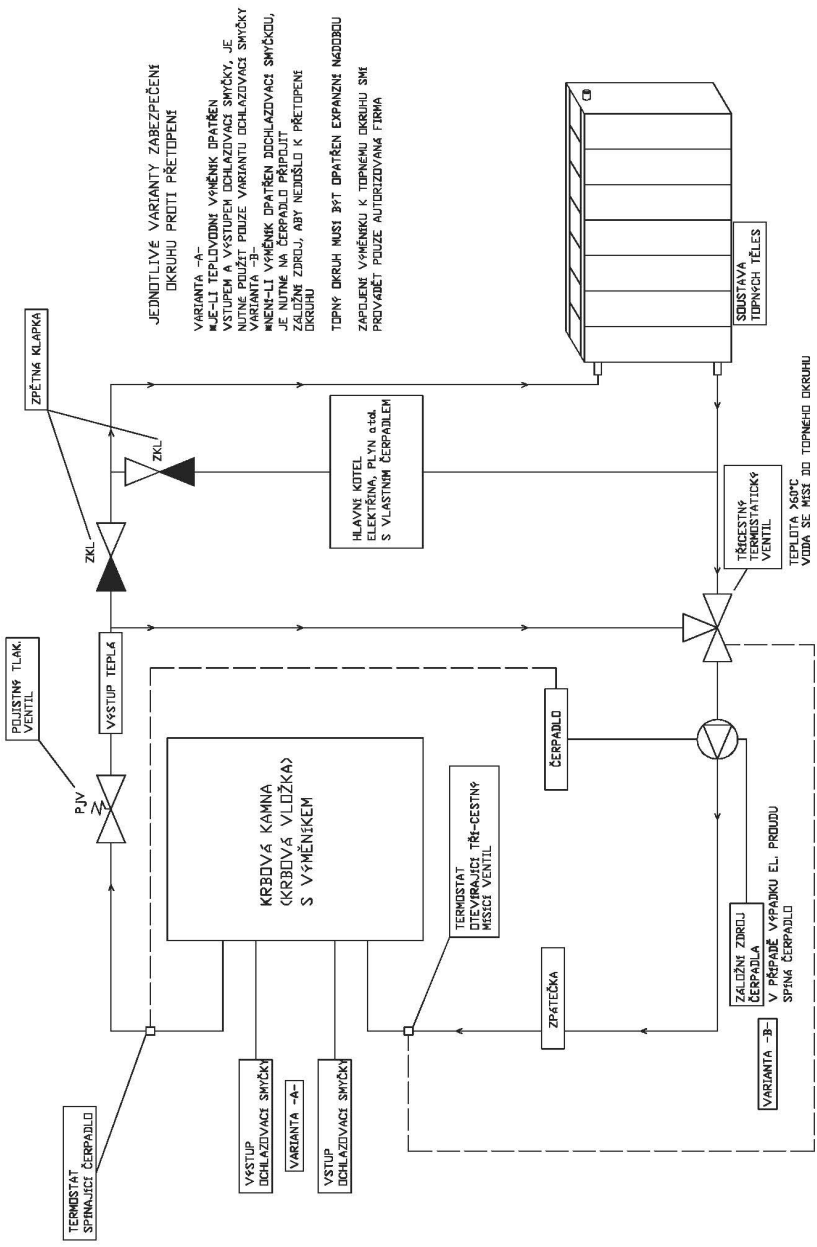 JEDNOTLIVÉ VARIANTY ZABEZPEČENÍ
OKRUHU PROTI PŘETOPENÍ
VARIANTA -A-
*JE-LI TEPLOVODNÍ VÝMĚNÍK OPATŘEN
VSTUPEM A VÝSTUPEM OCHLAZOVACÍ SMYČKY, JE
NUTNÉ POUŽÍT POUZE VARIANTU OCHLAZOVACÍ SMYČKY
VARIANTA -B-
*NENÍ-LI VÝMĚNÍK OPATŘEN DOCHLAZOVACÍ SMYČKOU,
JE NUTNÉ NA ČERPADLO PŘIPOJIT
ZÁLOŽNÍ ZDROJ, ABY NEDOŠLO K PŘETOPENÍ
OKRUHU
TOPNÝ OKRUH MUSÍ BÝT OPATŘEN EXPANZNÍ NÁDOBOU
ZAPOJENÍ VÝMĚNÍKU K TOPNÉMU OKRUHU SMÍ
PROVÁDĚT POUZE AUTORIZOVANÁ FIRMA
ZPĚTNÁ KLAPKA
ZKL
ZKL
POJISTNÝ TLAK.
VENTIL
PJV
VÝSTUP TEPLÁ
HLAVNÍ KOTEL
ELEKTŘINA, PLYN atd.
S VLASTNÍM ČERPADLEM
SOUSTAVA
TOPNÝCH TĚLES
TŘÍCESTNÝ
TERMOSTATICKÝ
VENTIL
TEPLOTA >60°C
VODA SE MÍSÍ DO TOPNÉHO OKRUHU
ČERPADLO
KRBOVÁ KAMNA
(KRBOVÁ VLOŽKA)
S VÝMĚNÍKEM
TERMOSTAT
OTEVÍRAJÍCÍ TŘÍ-CESTNÝ
MÍSÍCÍ VENTIL
ZPÁTEČKA
ZÁLOŽNÍ ZDROJ
ČERPADLA
V PŘÍPADĚ VÝPADKU EL. PROUDU
SPÍNÁ ČERPADLO
VARIANTA -B-
TERMOSTAT
SPÍNAJÍCÍ ČERPADLO
VÝSTUP
OCHLAZOVACÍ SMYČKY
VARIANTA -A-
VSTUP
OCHLAZOVACÍ SMYČKY